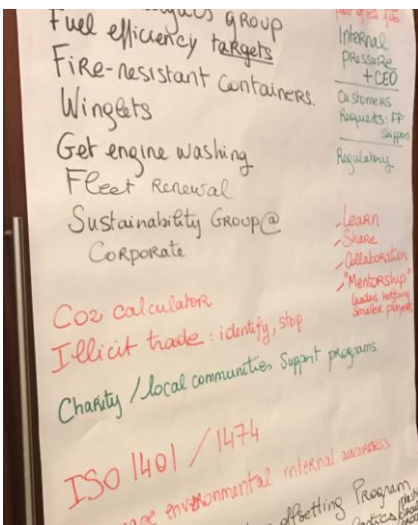 group
Fuel efficiency targets
Fire-resistant containers.
Winglets
Get engine washing
Fleet Renewal
Sustainability Group@
Corporate
CO2 calculator
Illicit trade: identify, stop
Charity / local communities Support programs
ISO 1401 / 1474
environmental internal awareness
offsetting Program
Internal
pressure
+ CEO
Customers
Requests: FF
Shippers
Regulatory
- Learn
- Share
- Collaboration
- "Mentorship"
leaders helping
smaller players